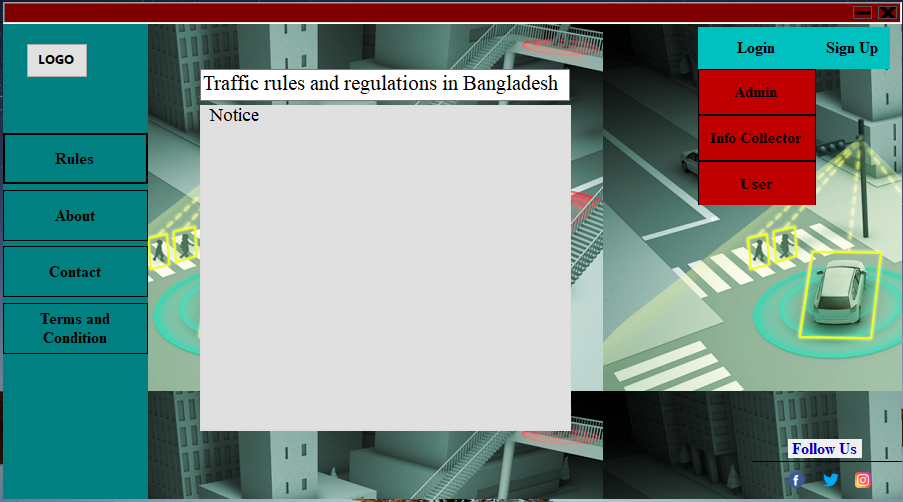 LOGO
Login
Sign Up
Traffic rules and regulations in Bangladesh
Admin
Notice
Info Collector
Rules
User
About
Contact
Terms and
Condition
Follow Us